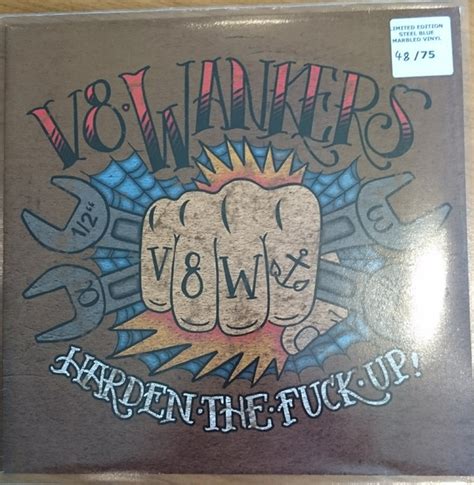 LIMITED EDITION
STEEL BLUE
MARBLED VINYL
48/75
V8·WANKERS
1/2"
V8W
HARDEN·THE·FUCK·UP!